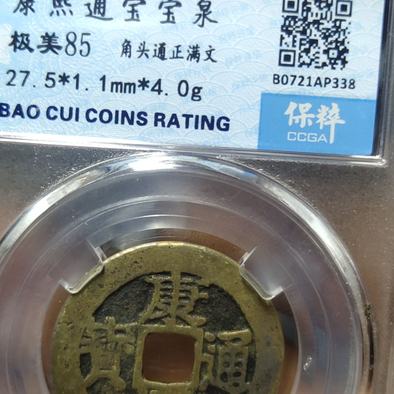 康熙通宝宝泉
极美85 角头通正满文
27.5*1.1mm*4.0g
B0721AP338
BAO CUI COINS RATING
保粹
CCGA
康
寳 通